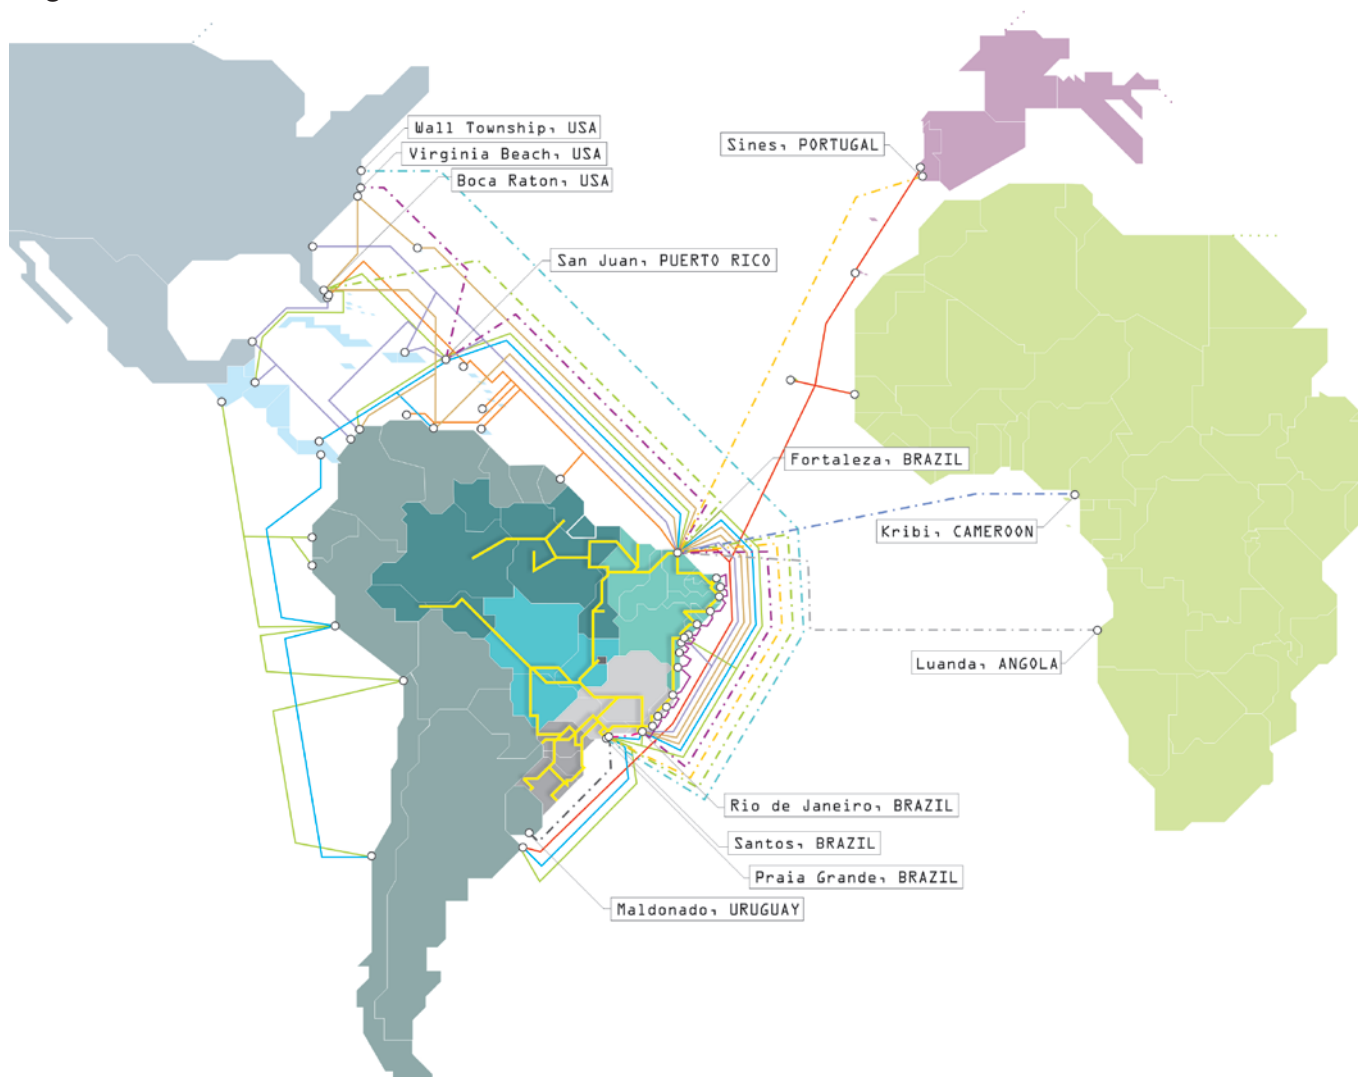 Wall Township, USA
Virginia Beach, USA
Boca Raton, USA
Sines, PORTUGAL
San Juan, PUERTO RICO
Fortaleza, BRAZIL
Kribi, CAMEROON
Luanda, ANGOLA
Rio de Janeiro, BRAZIL
Santos, BRAZIL
Praia Grande, BRAZIL
Maldonado, URUGUAY